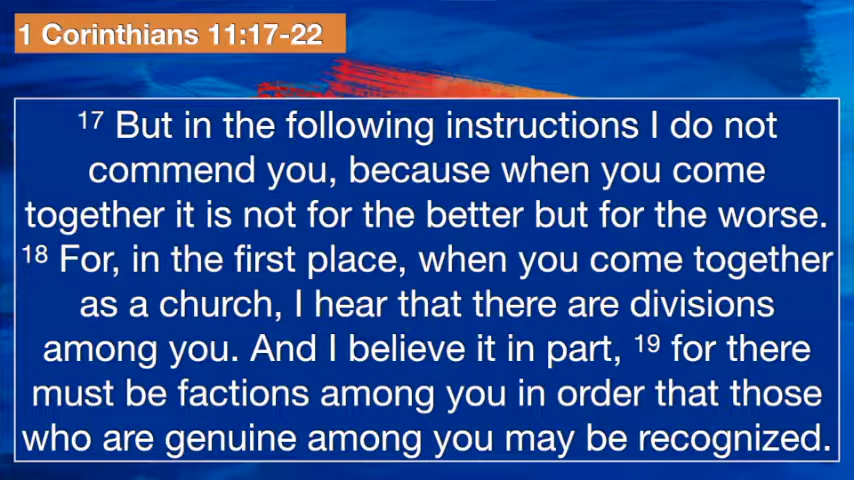 1 Corinthians 11:17-22
17 But in the following instructions I do not
commend you, because when you come
together it is not for the better but for the worse.
18 For, in the first place, when you come together
as a church, I hear that there are divisions
among you. And I believe it in part, 19 for there
must be factions among you in order that those
who are genuine among you may be recognized.